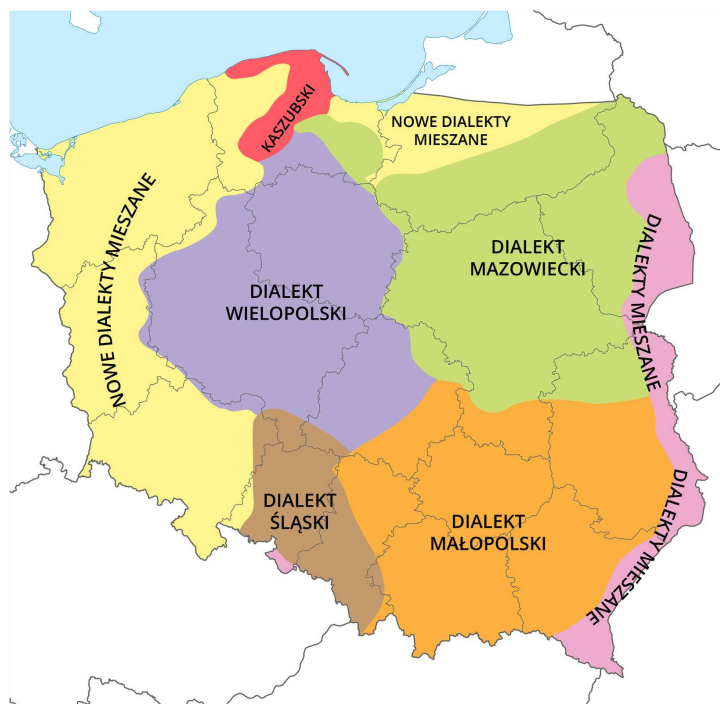 KASZUBSKI
NOWE DIALEKTY
MIESZANE
NOWE DIALEKTY MIESZANE
DIALEKT
MAZOWIECKI
DIALEKTY MIESZANE
DIALEKT
WIELOPOLSKI
DIALEKT
ŚLĄSKI
DIALEKT
MAŁOPOLSKI
DIALEKTY MIESZANE